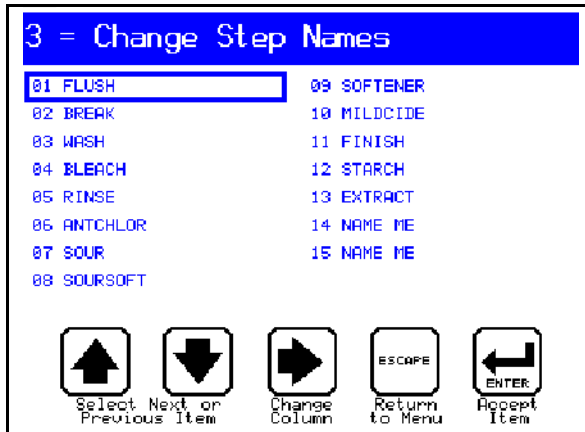 3 = Change Step Names
01 FLUSH
02 BREAK
03 WASH
04 BLEACH
05 RINSE
06 ANTCHLOR
07 SOUR
08 SOURSOFT
09 SOFTENER
10 MILDCIDE
11 FINISH
12 STARCH
13 EXTRACT
14 NAME ME
15 NAME ME
ESCAPE
ENTER
Select Next or
Previous Item
Change
Column
Return
to Menu
Accept
Item